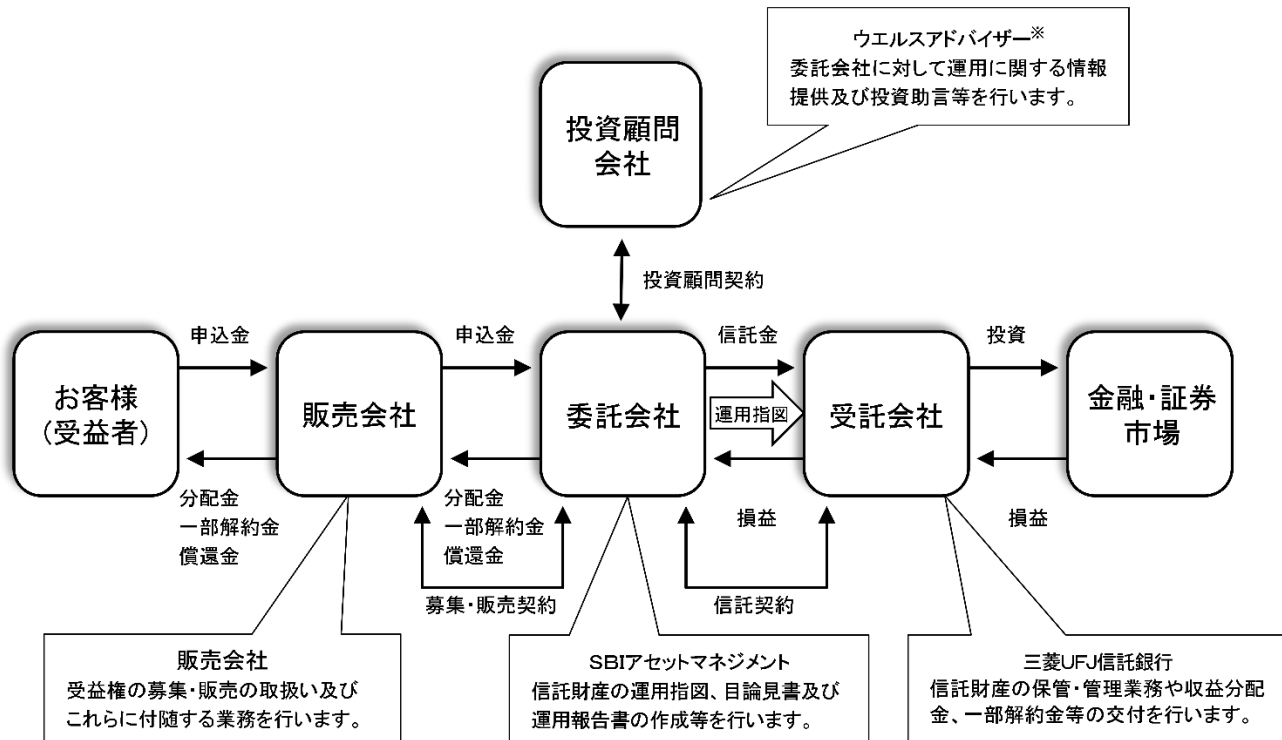 ウエルスアドバイザー※
委託会社に対して運用に関する情報
提供及び投資助言等を行います。
投資顧問
会社
投資顧問契約
申込金
申込金
信託金
投資
お客様
(受益者)
販売会社
委託会社
運用指図
受託会社
金融・証券
市場
分配金
一部解約金
償還金
分配金
一部解約金
償還金
損益
損益
募集・販売契約
信託契約
販売会社
受益権の募集・販売の取扱い及び
これらに付随する業務を行います。
SBIアセットマネジメント
信託財産の運用指図、目論見書及び
運用報告書の作成等を行います。
三菱UFJ信託銀行
信託財産の保管・管理業務や収益分配
金、一部解約金等の交付を行います。